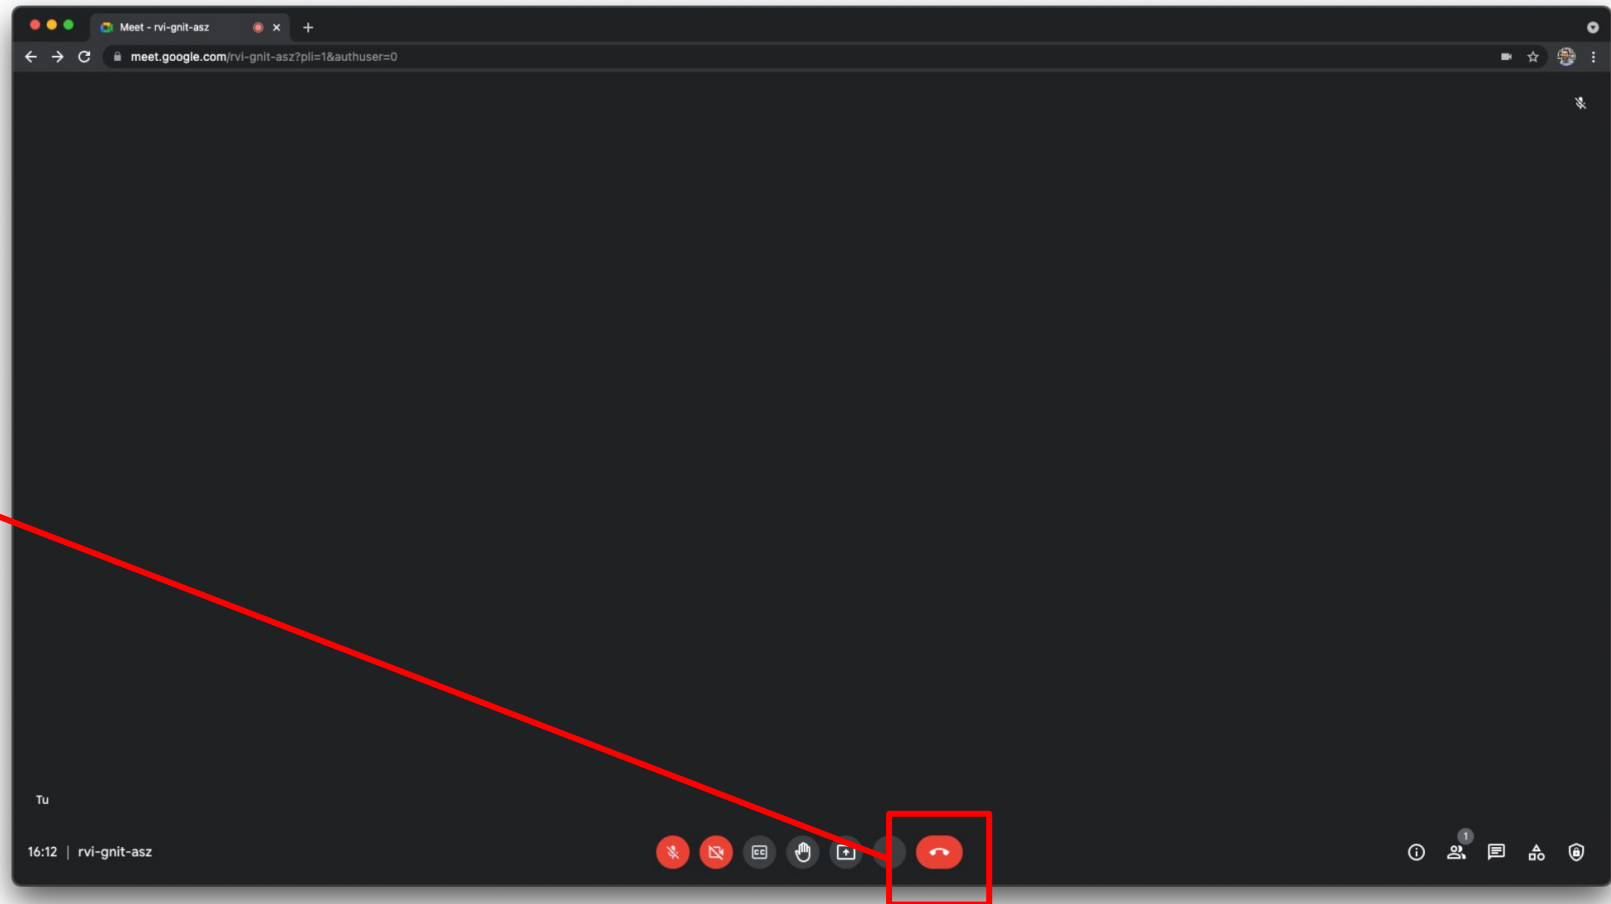 Meet - rvi-gnit-asz
meet.google.com/rvi-gnit-asz?pli=1&authuser=0
Tu
16:12 | rvi-gnit-asz
CC
1